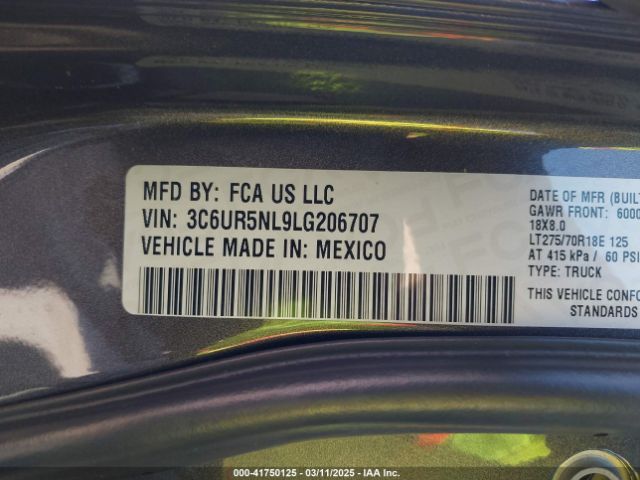 MFD BY: FCA US LLC
VIN: 3C6UR5NL9LG206707
VEHICLE MADE IN: MEXICO
DATE OF MFR (BUILT
GAWR FRONT: 6000
18X8.0
LT275/70R18E 125
AT 415 kPa / 60 PSI
TYPE: TRUCK
THIS VEHICLE CONFO
STANDARDS
000-41750125 - 03/11/2025 - IAA Inc.